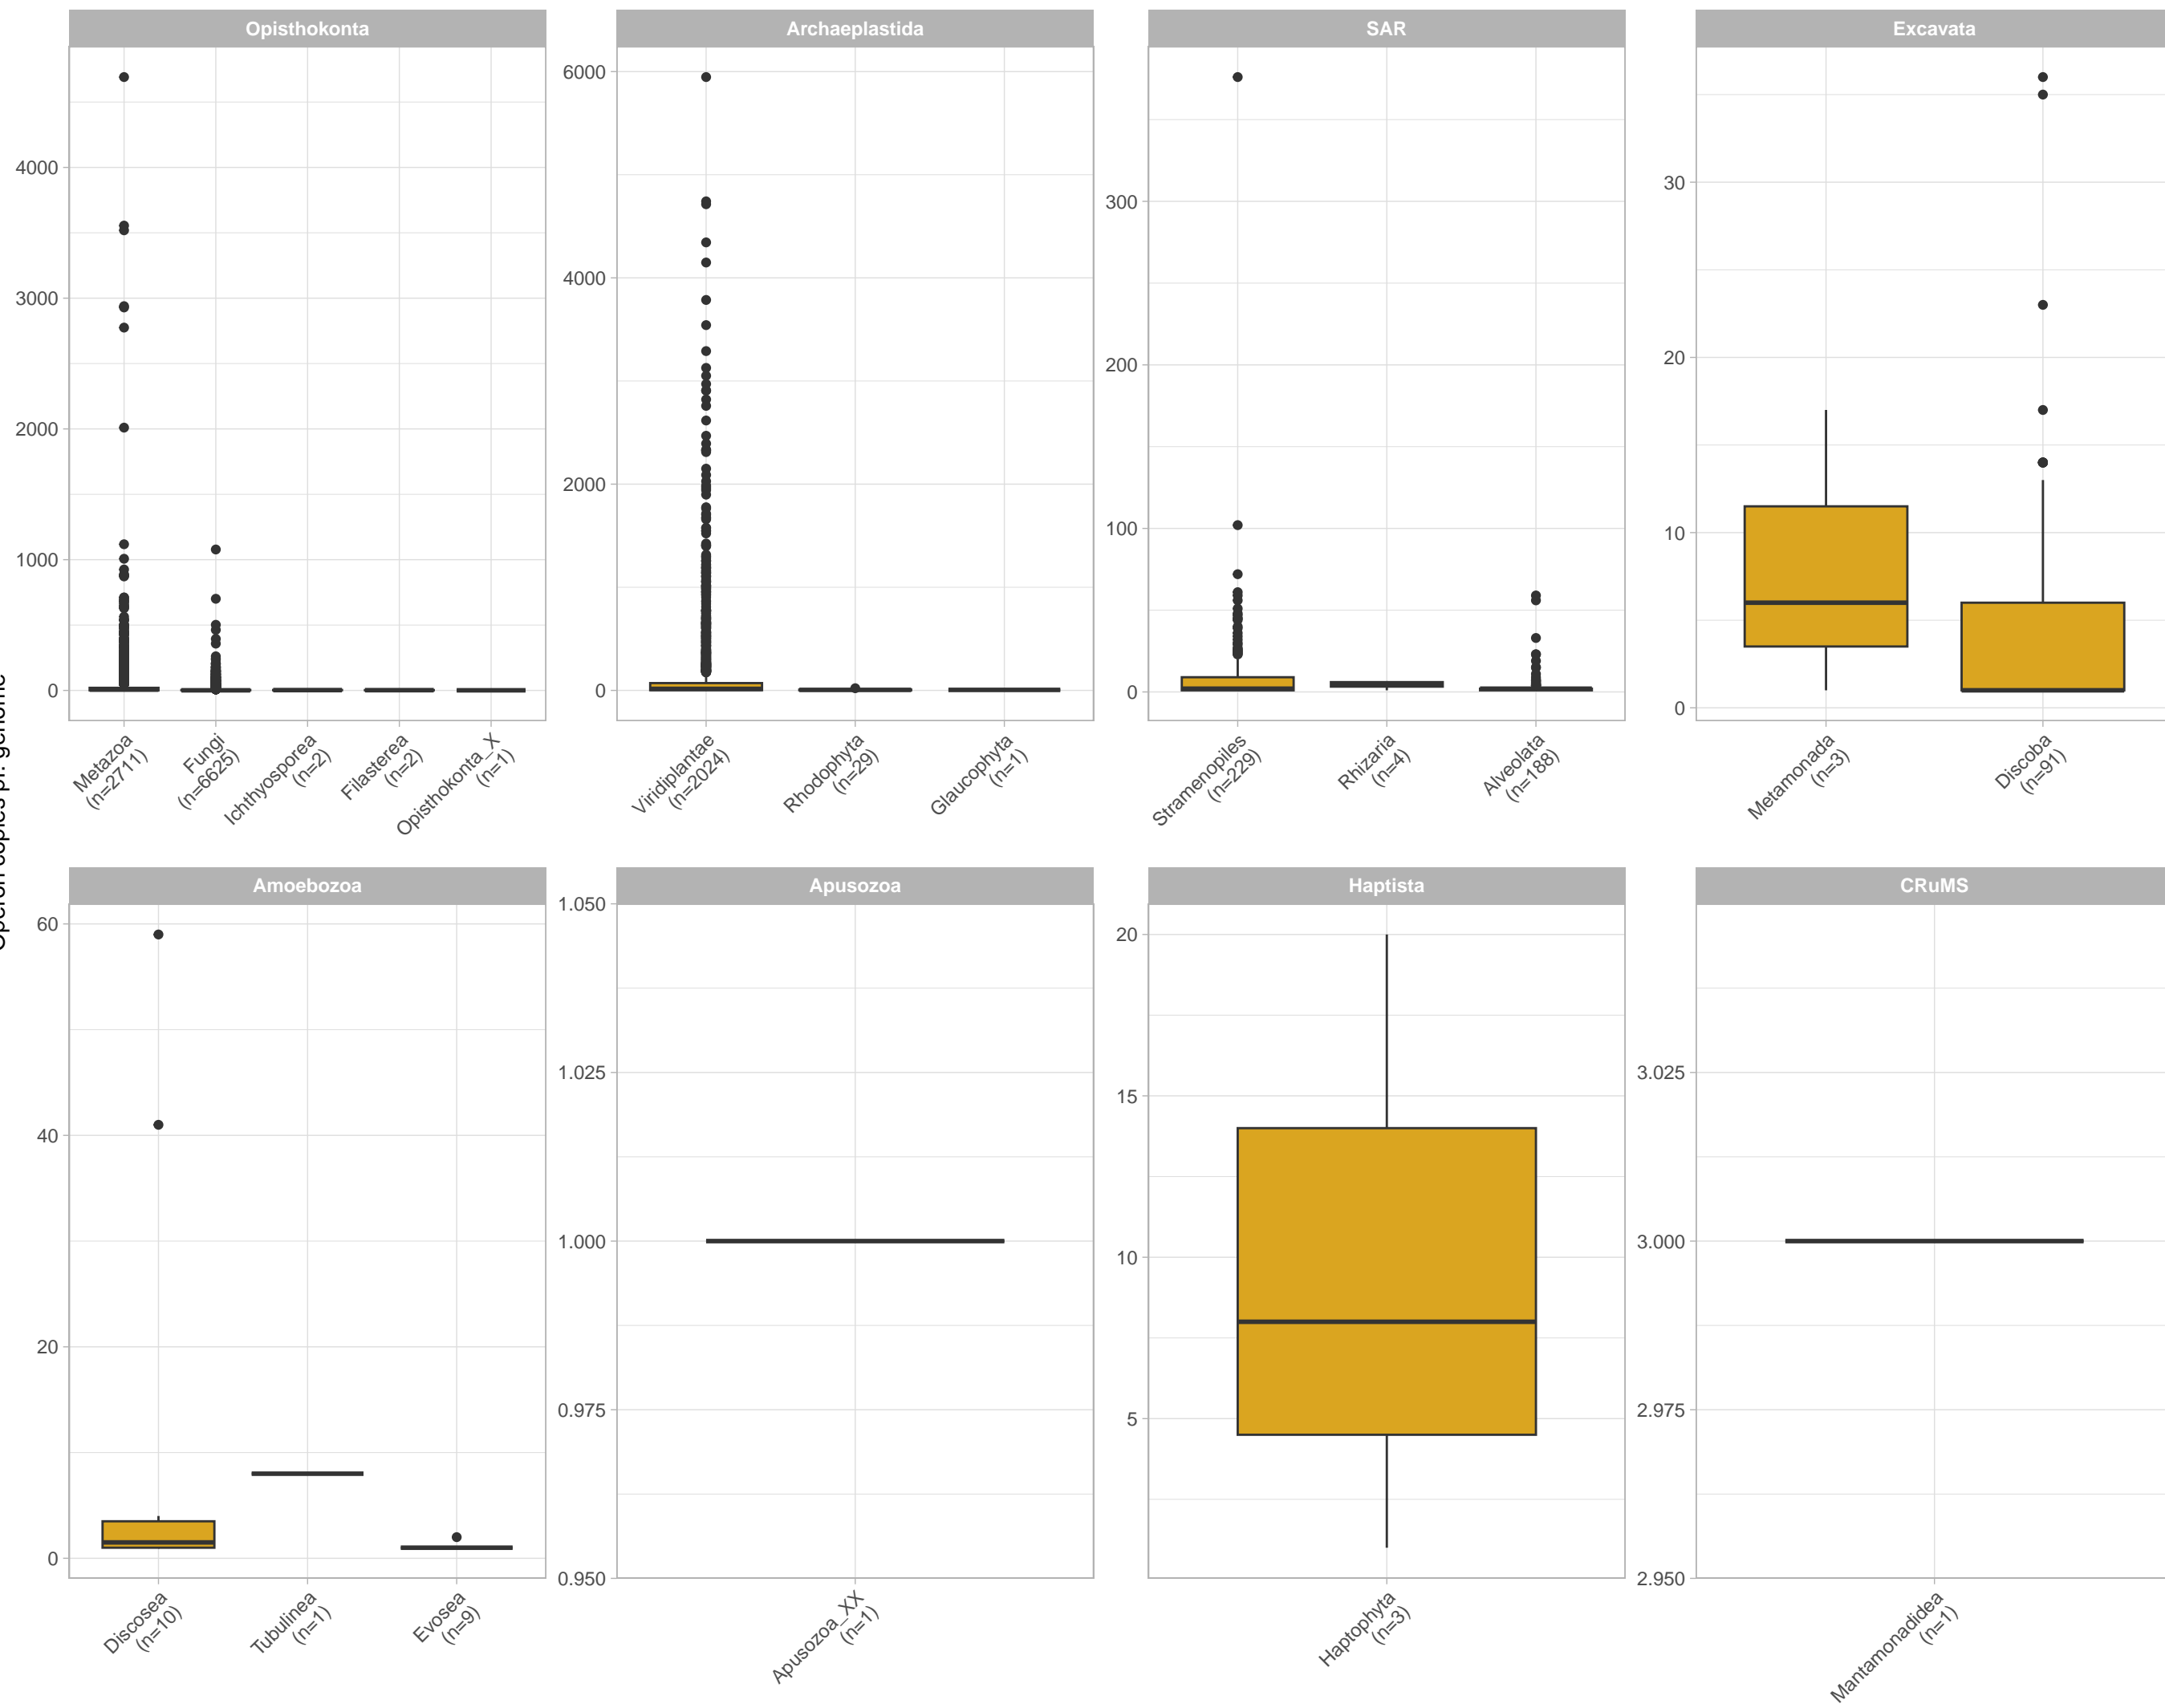 Opisthokonta
Archaeplastida
SAR
Excavata
4000
3000
2000
1000
0
6000
4000
2000
0
300
200
100
0
30
20
10
0
Metazoa
(n=2711)
Fungi
(n=6625)
Ichthyosporea
(n=2)
Filasterea
(n=2)
Opisthokonta_X
(n=1)
Viridiplantae
(n=2024)
Rhodophyta
(n=29)
Glaucophyta
(n=1)
Stramenopiles
(n=229)
Rhizaria
(n=4)
Alveolata
(n=188)
Metamonada
(n=3)
Discoba
(n=91)
Operon copies pr. genome
Amoebozoa
Apusozoa
Haptista
CRuMS
60
40
20
0
1.050
1.025
1.000
0.975
0.950
20
15
10
5
3.025
3.000
2.975
2.950
Discosea
(n=10)
Tubulinea
(n=1)
Evosea
(n=9)
Apusozoa_XX
(n=1)
Haptophyta
(n=3)
Mantamonadidea
(n=1)